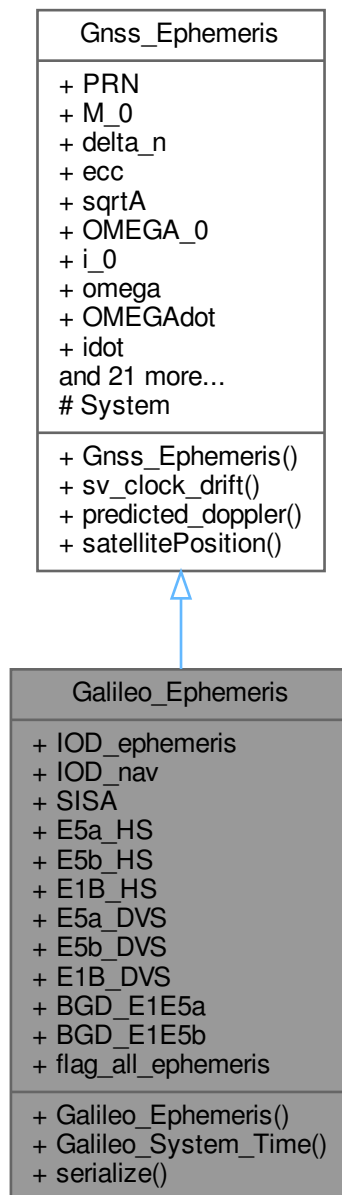 Gnss_Ephemeris
+ PRN
+ M_0
+ delta_n
+ ecc
+ sqrtA
+ OMEGA_0
+ i_0
+ omega
+ OMEGAdot
+ idot
and 21 more...
# System
+ Gnss_Ephemeris()
+ sv_clock_drift()
+ predicted_doppler()
+ satellitePosition()
Galileo_Ephemeris
+ IOD_ephemeris
+ IOD_nav
+ SISA
+ E5a_HS
+ E5b_HS
+ E1B_HS
+ E5a_DVS
+ E5b_DVS
+ E1B_DVS
+ BGD_E1E5a
+ BGD_E1E5b
+ flag_all_ephemeris
+ Galileo_Ephemeris()
+ Galileo_System_Time()
+ serialize()